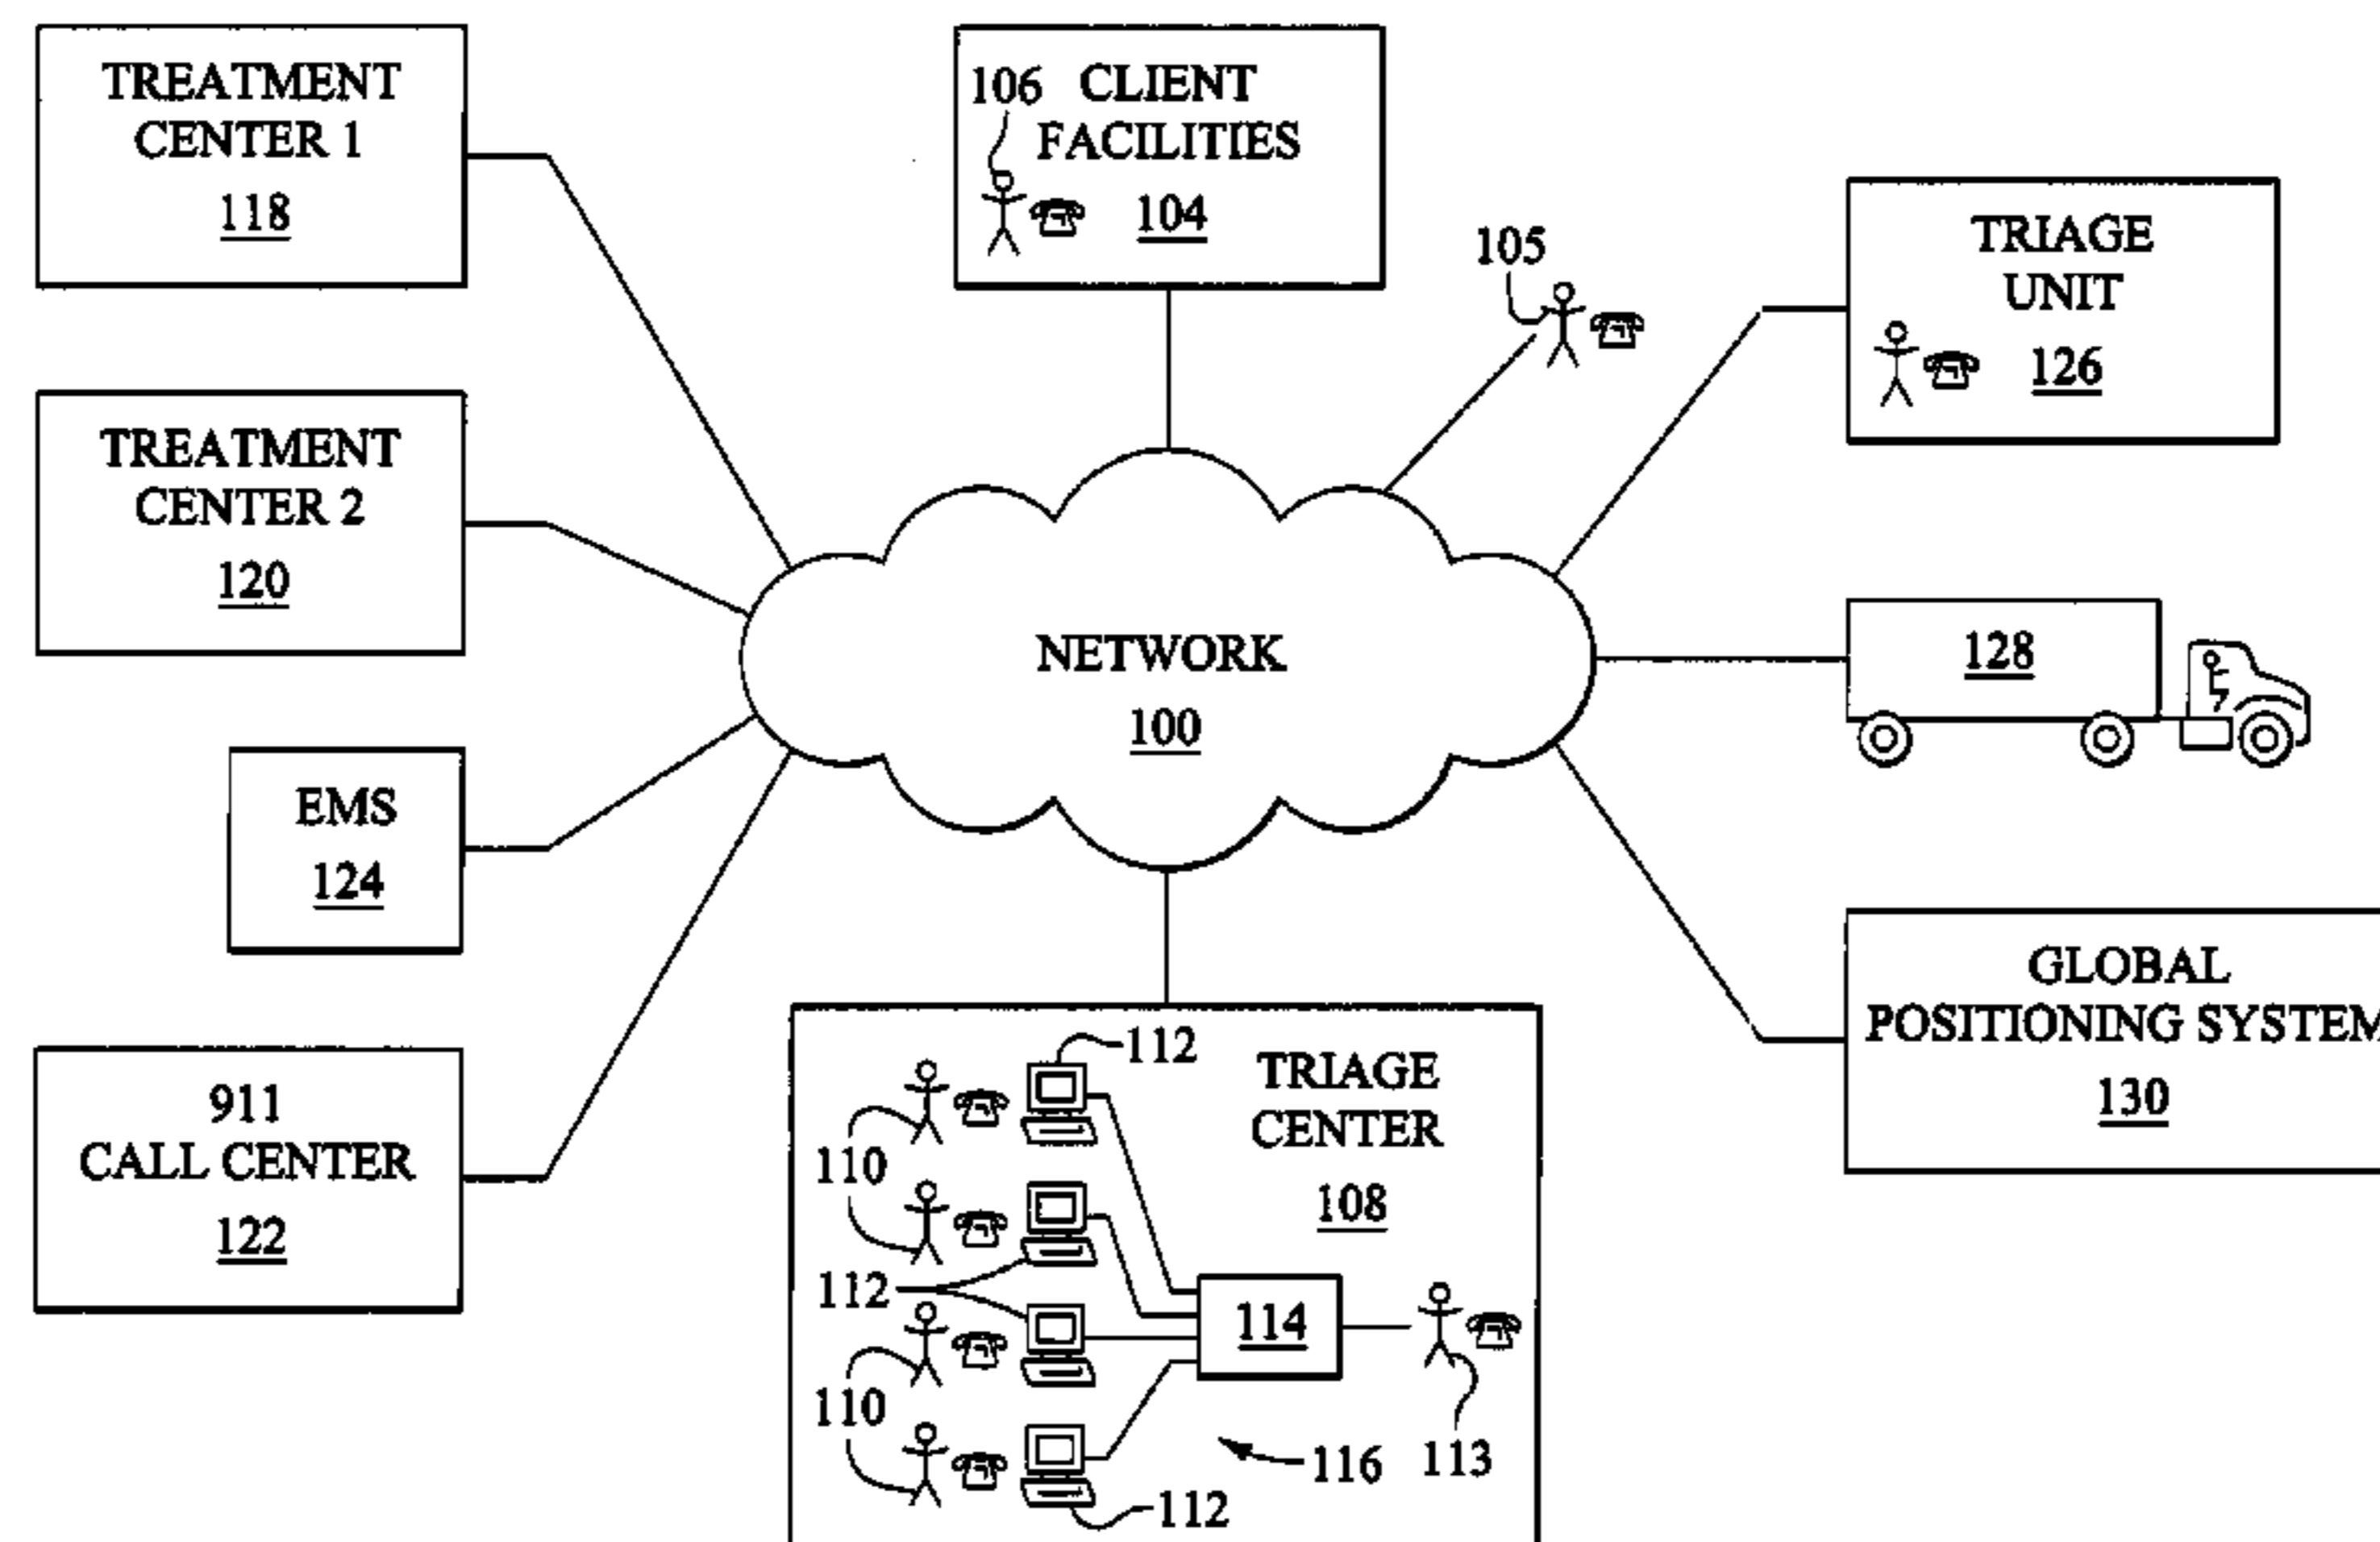 TREATMENT
CENTER 1
118
106
CLIENT
FACILITIES
104
105
TRIAGE
UNIT
126
TREATMENT
CENTER 2
120
NETWORK
100
128
EMS
124
GLOBAL
POSITIONING SYSTEM
130
911
CALL CENTER
122
112
TRIAGE
CENTER
108
110
112
114
110
116
113
112